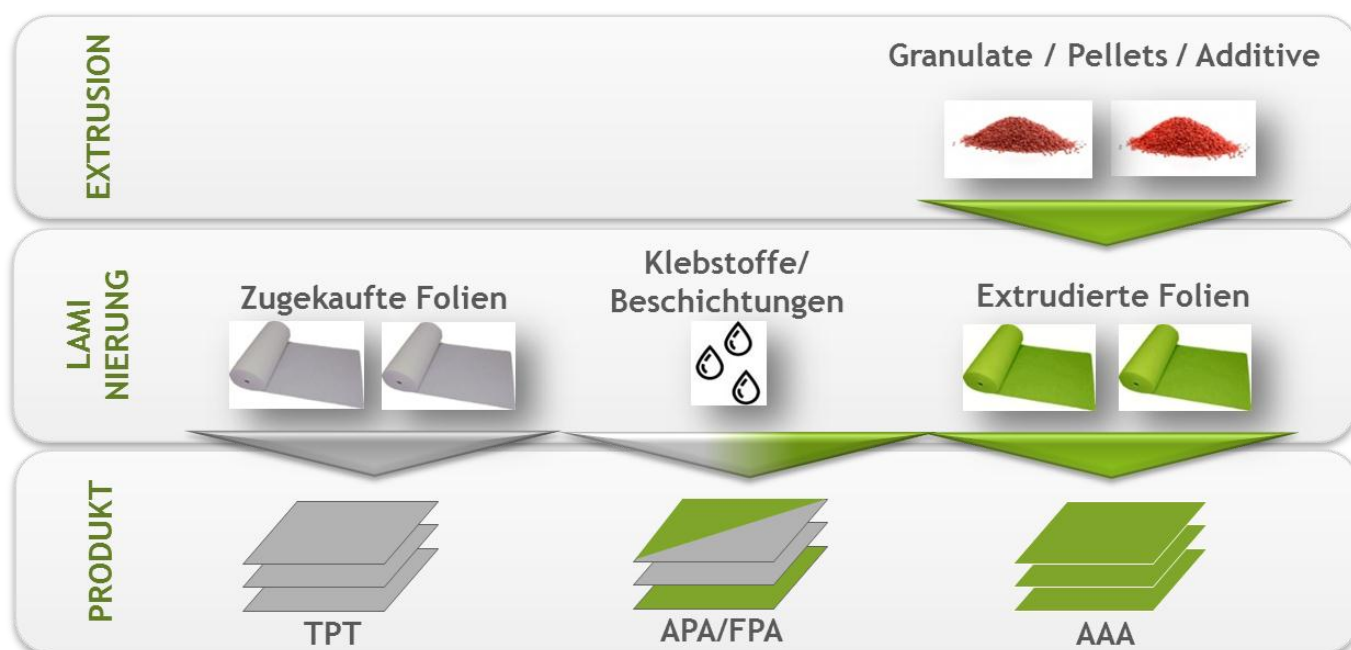 EXTRUSION
Granulate / Pellets / Additive
LAMI
NIERUNG
Zugekaufte Folien
Klebstoffe/
Beschichtungen
Extrudierte Folien
PRODUKT
TPT
APA/FPA
AAA